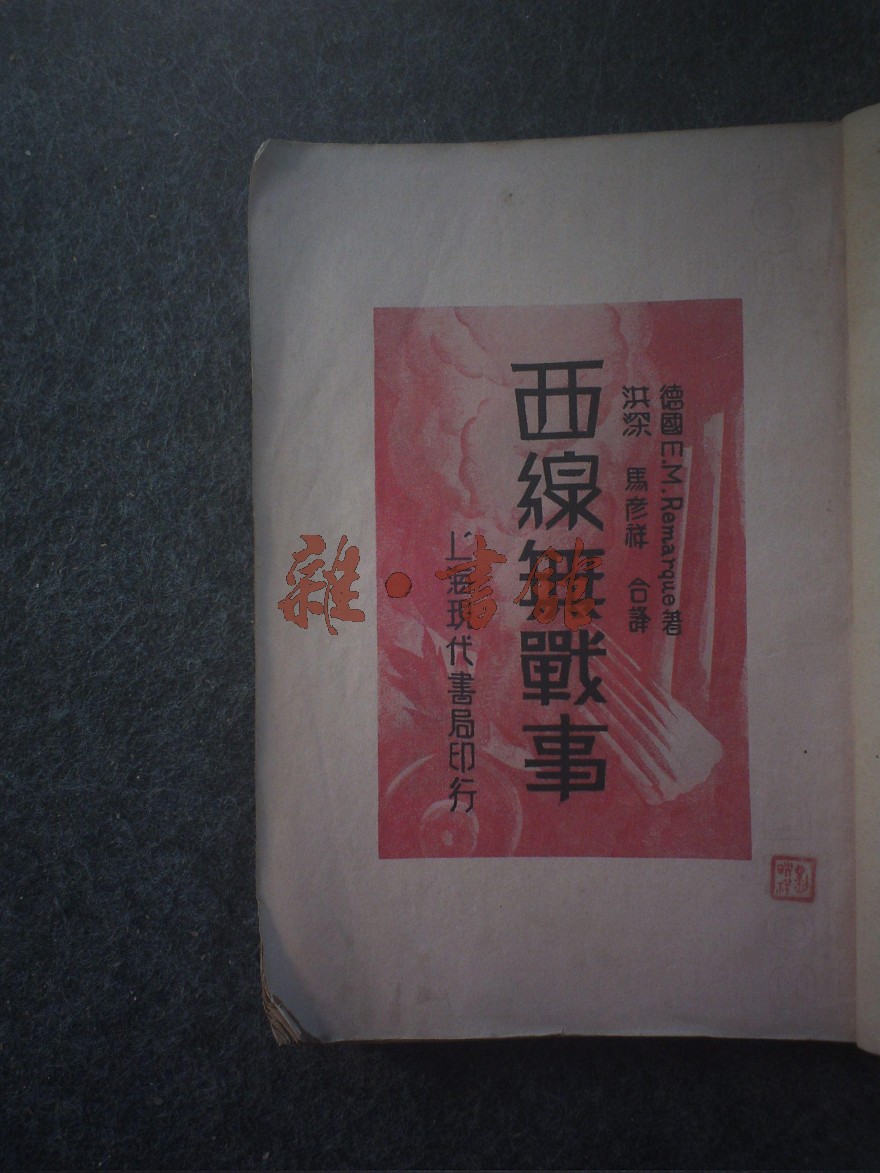 德國E.M.Remarque著
洪深 馬彥祥 合譯
西線無戰事
上海現代書局印行
雜·書館